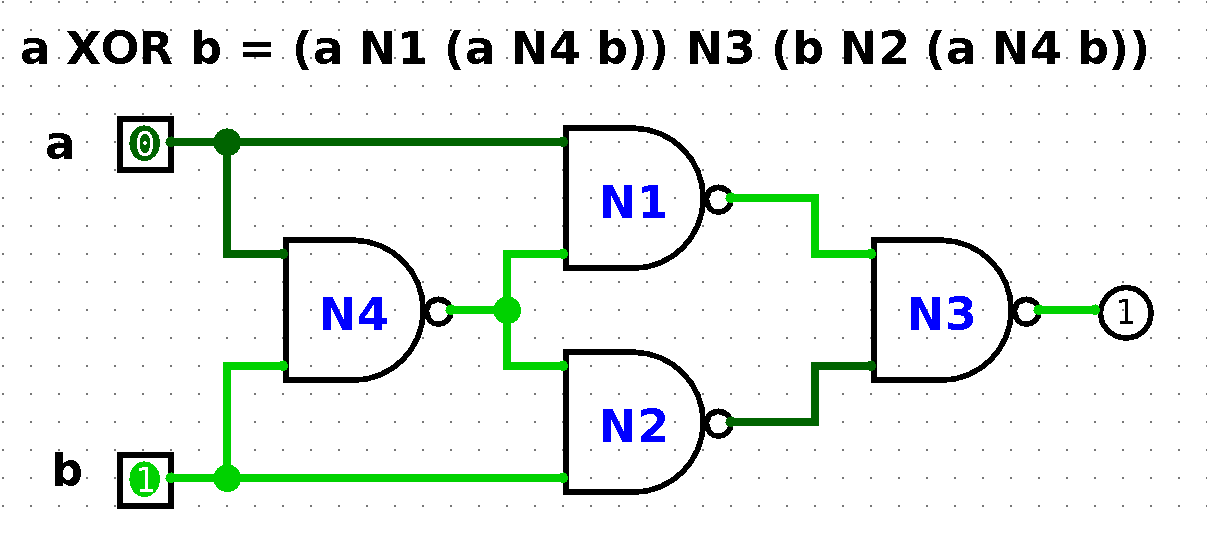 a XOR b = (a N1 (a N4 b)) N3 (b N2 (a N4 b))
a 0
N1
N4
N3 1
N2
b 1